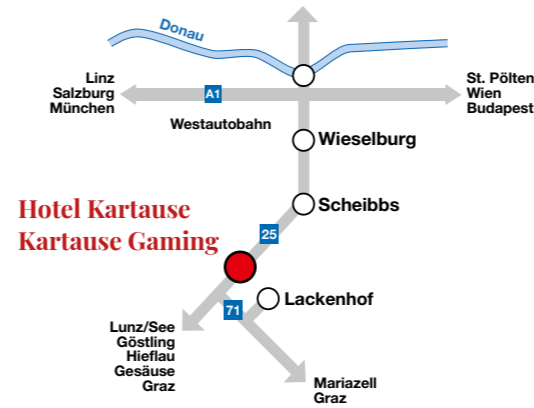 Donau
Linz
Salzburg
München
A1
St. Pölten
Wien
Budapest
Westautobahn
Wieselburg
Scheibbs
Hotel Kartause
Kartause Gaming
25
Lackenhof
71
Lunz/See
Göstling
Hieflau
Gesäuse
Graz
Mariazell
Graz